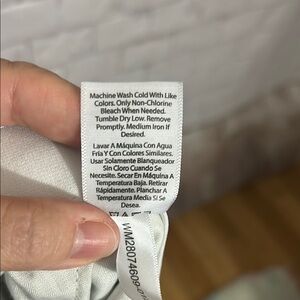 Machine Wash Cold With Like
Colors. Only Non-Chlorine
Bleach When Needed.
Tumble Dry Low. Remove
Promptly. Medium Iron If
Desired.
Lavar A Máquina Con Agua
Fría Y Con Colores Similares.
Usar Solamente Blanqueador
Sin Cloro Cuando Se
Necesite. Secar En Máquina A
Temperatura Baja. Retirar
Rápidamente. Planchar A
Temperatura Media Si Se
Desea.